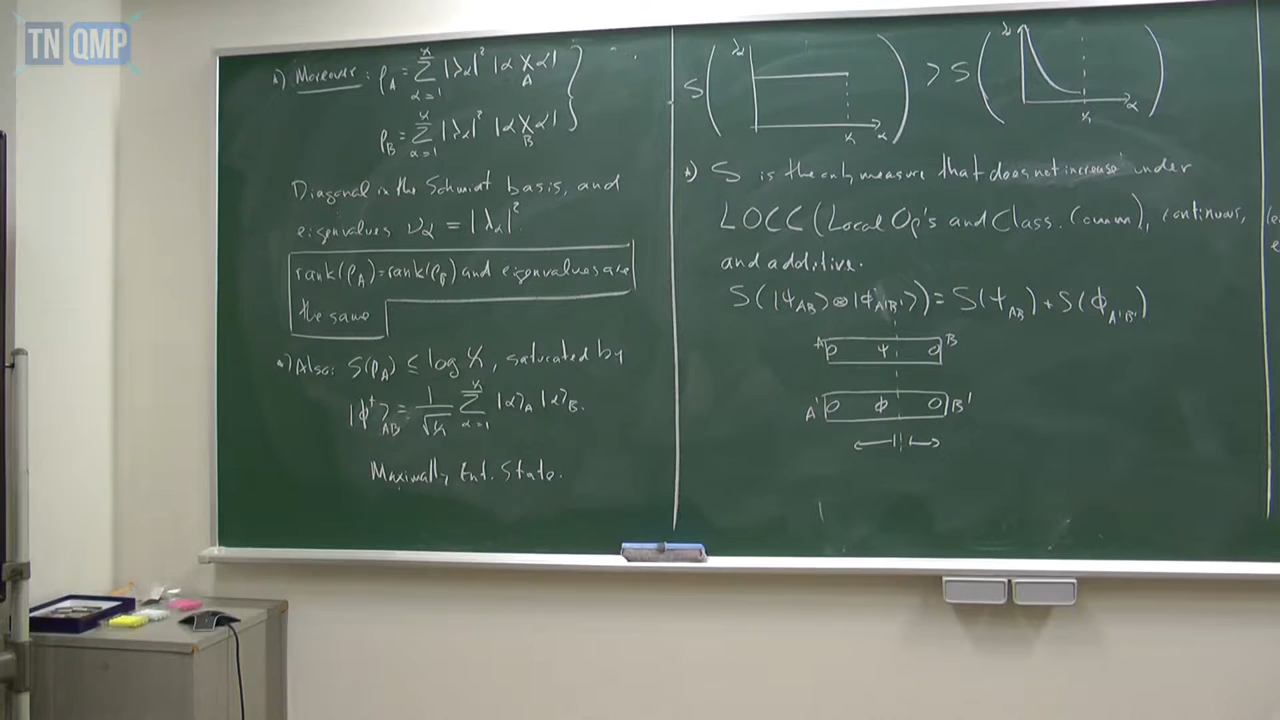 TN QMP
•) Moreover: ρ_A = Σ_{α=1}^{χ} |λ_α|² |α⟩⟨α|_A
ρ_B = Σ_{α=1}^{χ} |λ_α|² |α⟩⟨α|_B
Diagonal in the Schmidt basis, and
eigenvalues ν_α = |λ_α|².
rank(ρ_A) = rank(ρ_B) and eigenvalues are
the same
•) Also: S(ρ_A) ≤ log χ, saturated by
|ϕ⁺⟩_AB = 1/√χ Σ_{α=1}^{χ} |α⟩_A |α⟩_B.
Maximally Ent. State.
S( λ χ α ) > S( λ χ α )
•) S is the only measure that does not increase under
LOCC (Local Op's and Class. Comm), continuous,
and additive.
S(|ψ_AB⟩ ⊗ |ϕ_A'B'⟩) = S(ψ_AB) + S(ϕ_A'B')
A ψ B
A' ϕ B'